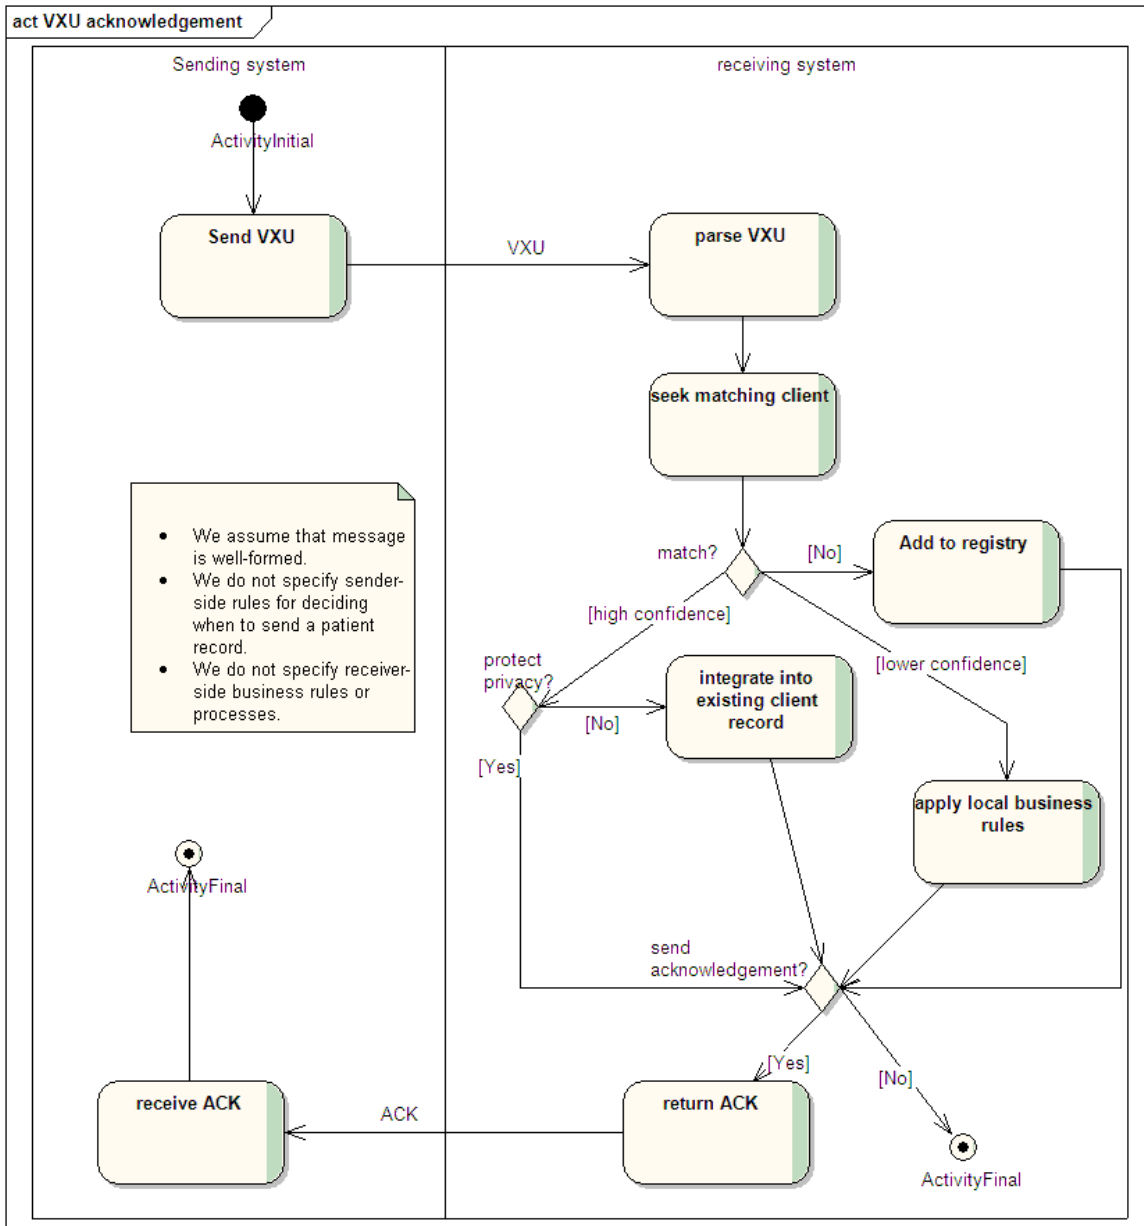 act VXU acknowledgement
Sending system
receiving system
ActivityInitial
Send VXU
VXU
parse VXU
seek matching client
• We assume that message
is well-formed.
• We do not specify sender-
side rules for deciding
when to send a patient
record.
• We do not specify receiver-
side business rules or
processes.
match?
[No]
Add to registry
[high confidence]
[lower confidence]
protect
privacy?
[No]
integrate into
existing client
record
[Yes]
apply local business
rules
ActivityFinal
send
acknowledgement?
[Yes]
[No]
receive ACK
ACK
return ACK
ActivityFinal